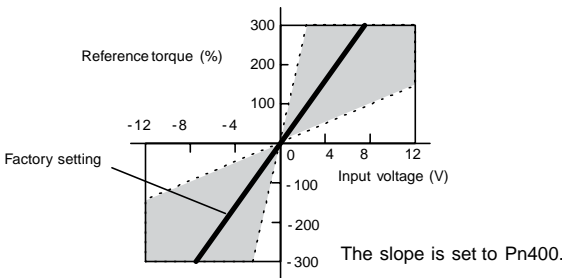 300
Reference torque (%)
200
100
-12 -8 -4
0 4 8 12
Factory setting
Input voltage (V)
-100
-200
-300
The slope is set to Pn400.